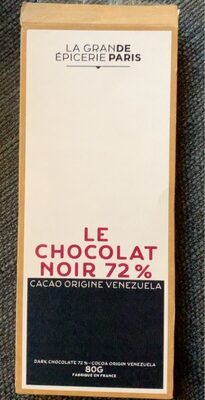 LA GRANDE
ÉPICERIE PARIS
LE
CHOCOLAT
NOIR 72%
CACAO ORIGINE VENEZUELA
DARK CHOCOLATE 72% - COCOA ORIGIN VENEZUELA
80G
FABRIQUÉ EN FRANCE